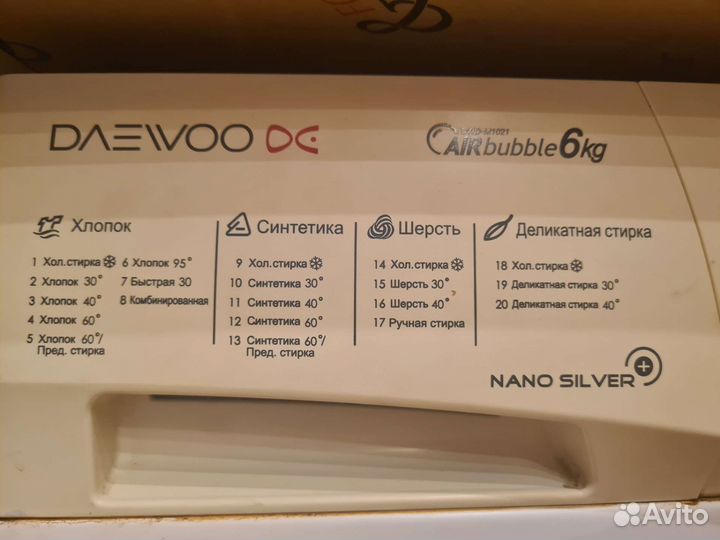 DAEWOO DE
AIRbubble 6kg
Хлопок
1 Хол.стирка
2 Хлопок 30°
3 Хлопок 40°
4 Хлопок 60°
5 Хлопок 60°/
Пред. стирка
6 Хлопок 95°
7 Быстрая 30
8 Комбинированная
Синтетика
9 Хол.стирка
10 Синтетика 30°
11 Синтетика 40°
12 Синтетика 60°
13 Синтетика 60°/
Пред. стирка
Шерсть
14 Хол.стирка
15 Шерсть 30°
16 Шерсть 40°
17 Ручная стирка
Деликатная стирка
18 Хол.стирка
19 Деликатная стирка 30°
20 Деликатная стирка 40°
NANO SILVER
Avito